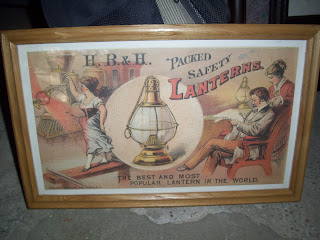 H. B. & H.
PACKED
SAFETY
LANTERNS.
THE BEST AND MOST
POPULAR LANTERN IN THE WORLD.